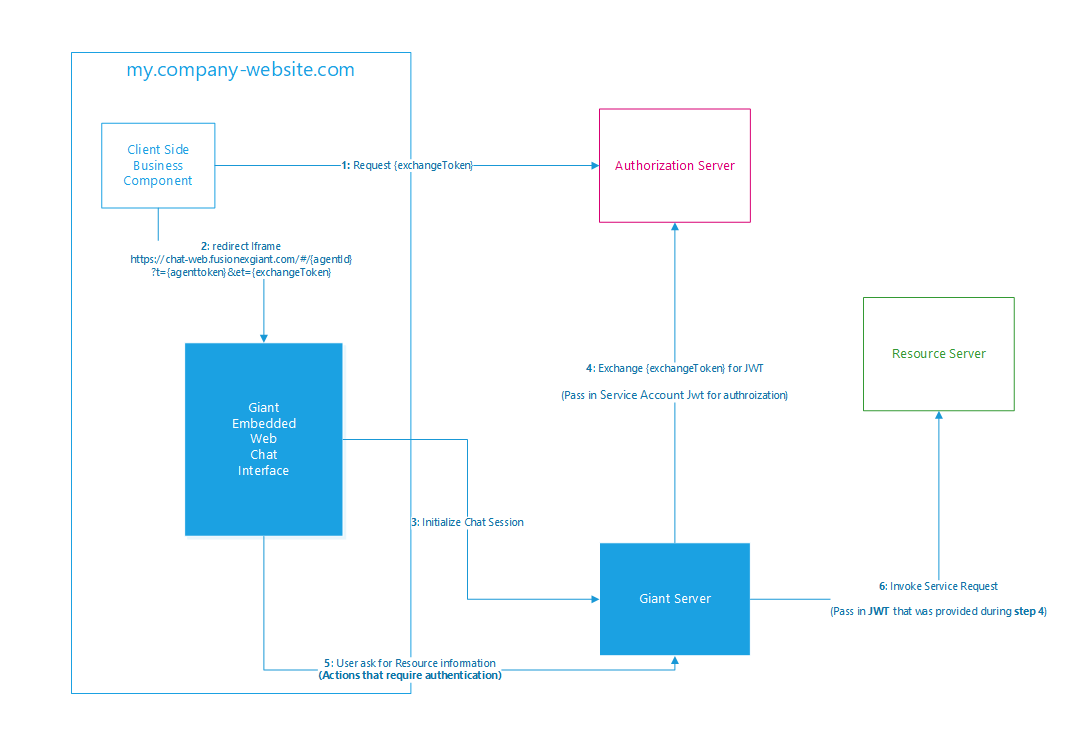 my.company-website.com
Client Side
Business
Component
1: Request {exchangeToken}
Authorization Server
2: redirect Iframe
https://chat-web.fusionexgiant.com/#/{agentId}
?t={agenttoken}&et={exchangeToken}
Resource Server
4: Exchange {exchangeToken} for JWT
(Pass in Service Account Jwt for authroization)
Giant
Embedded
Web
Chat
Interface
3: Initialize Chat Session
Giant Server
6: Invoke Service Request
(Pass in JWT that was provided during step 4)
5: User ask for Resource information
(Actions that require authentication)